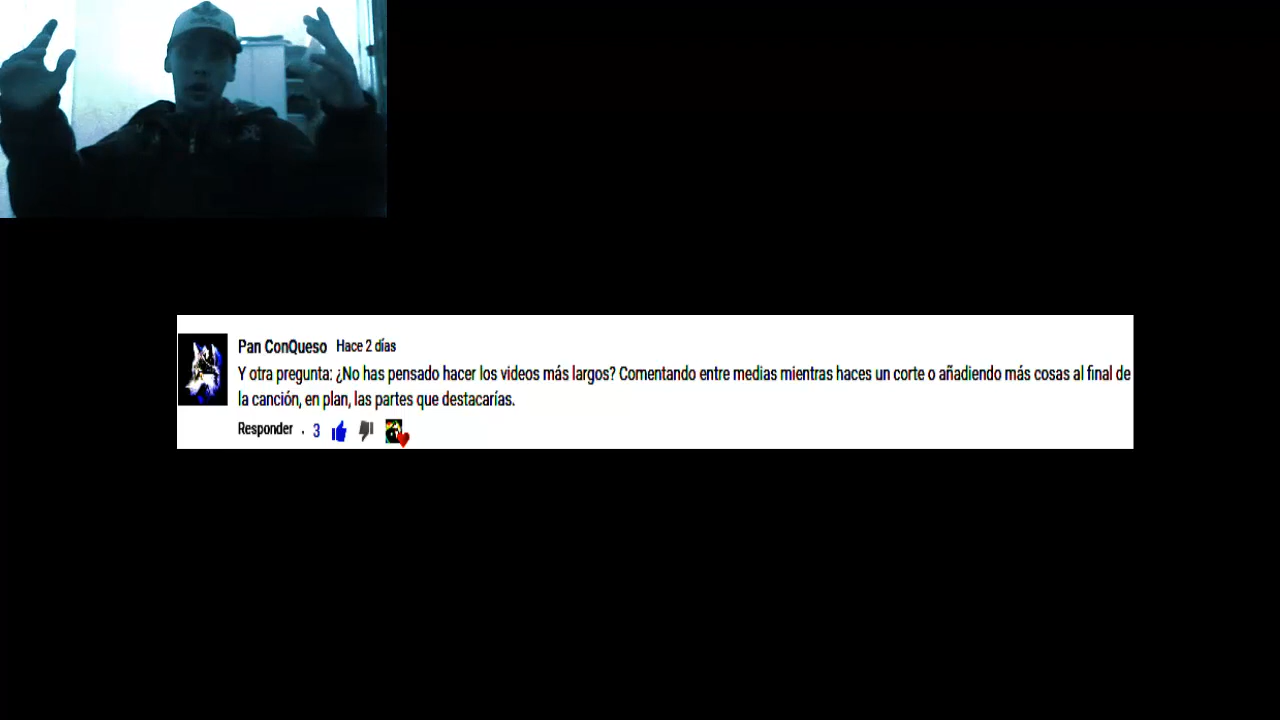 Pan ConQueso Hace 2 días
Y otra pregunta: ¿No has pensado hacer los videos más largos? Comentando entre medias mientras haces un corte o añadiendo más cosas al final de
la canción, en plan, las partes que destacarías.
Responder . 3